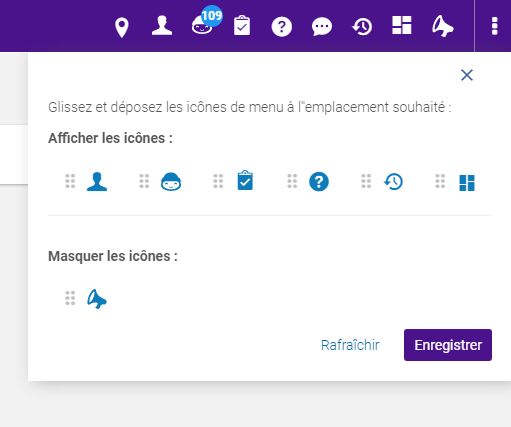 109
Glissez et déposez les icônes de menu à l''emplacement souhaité :
Afficher les icônes :
Masquer les icônes :
Rafraîchir
Enregistrer